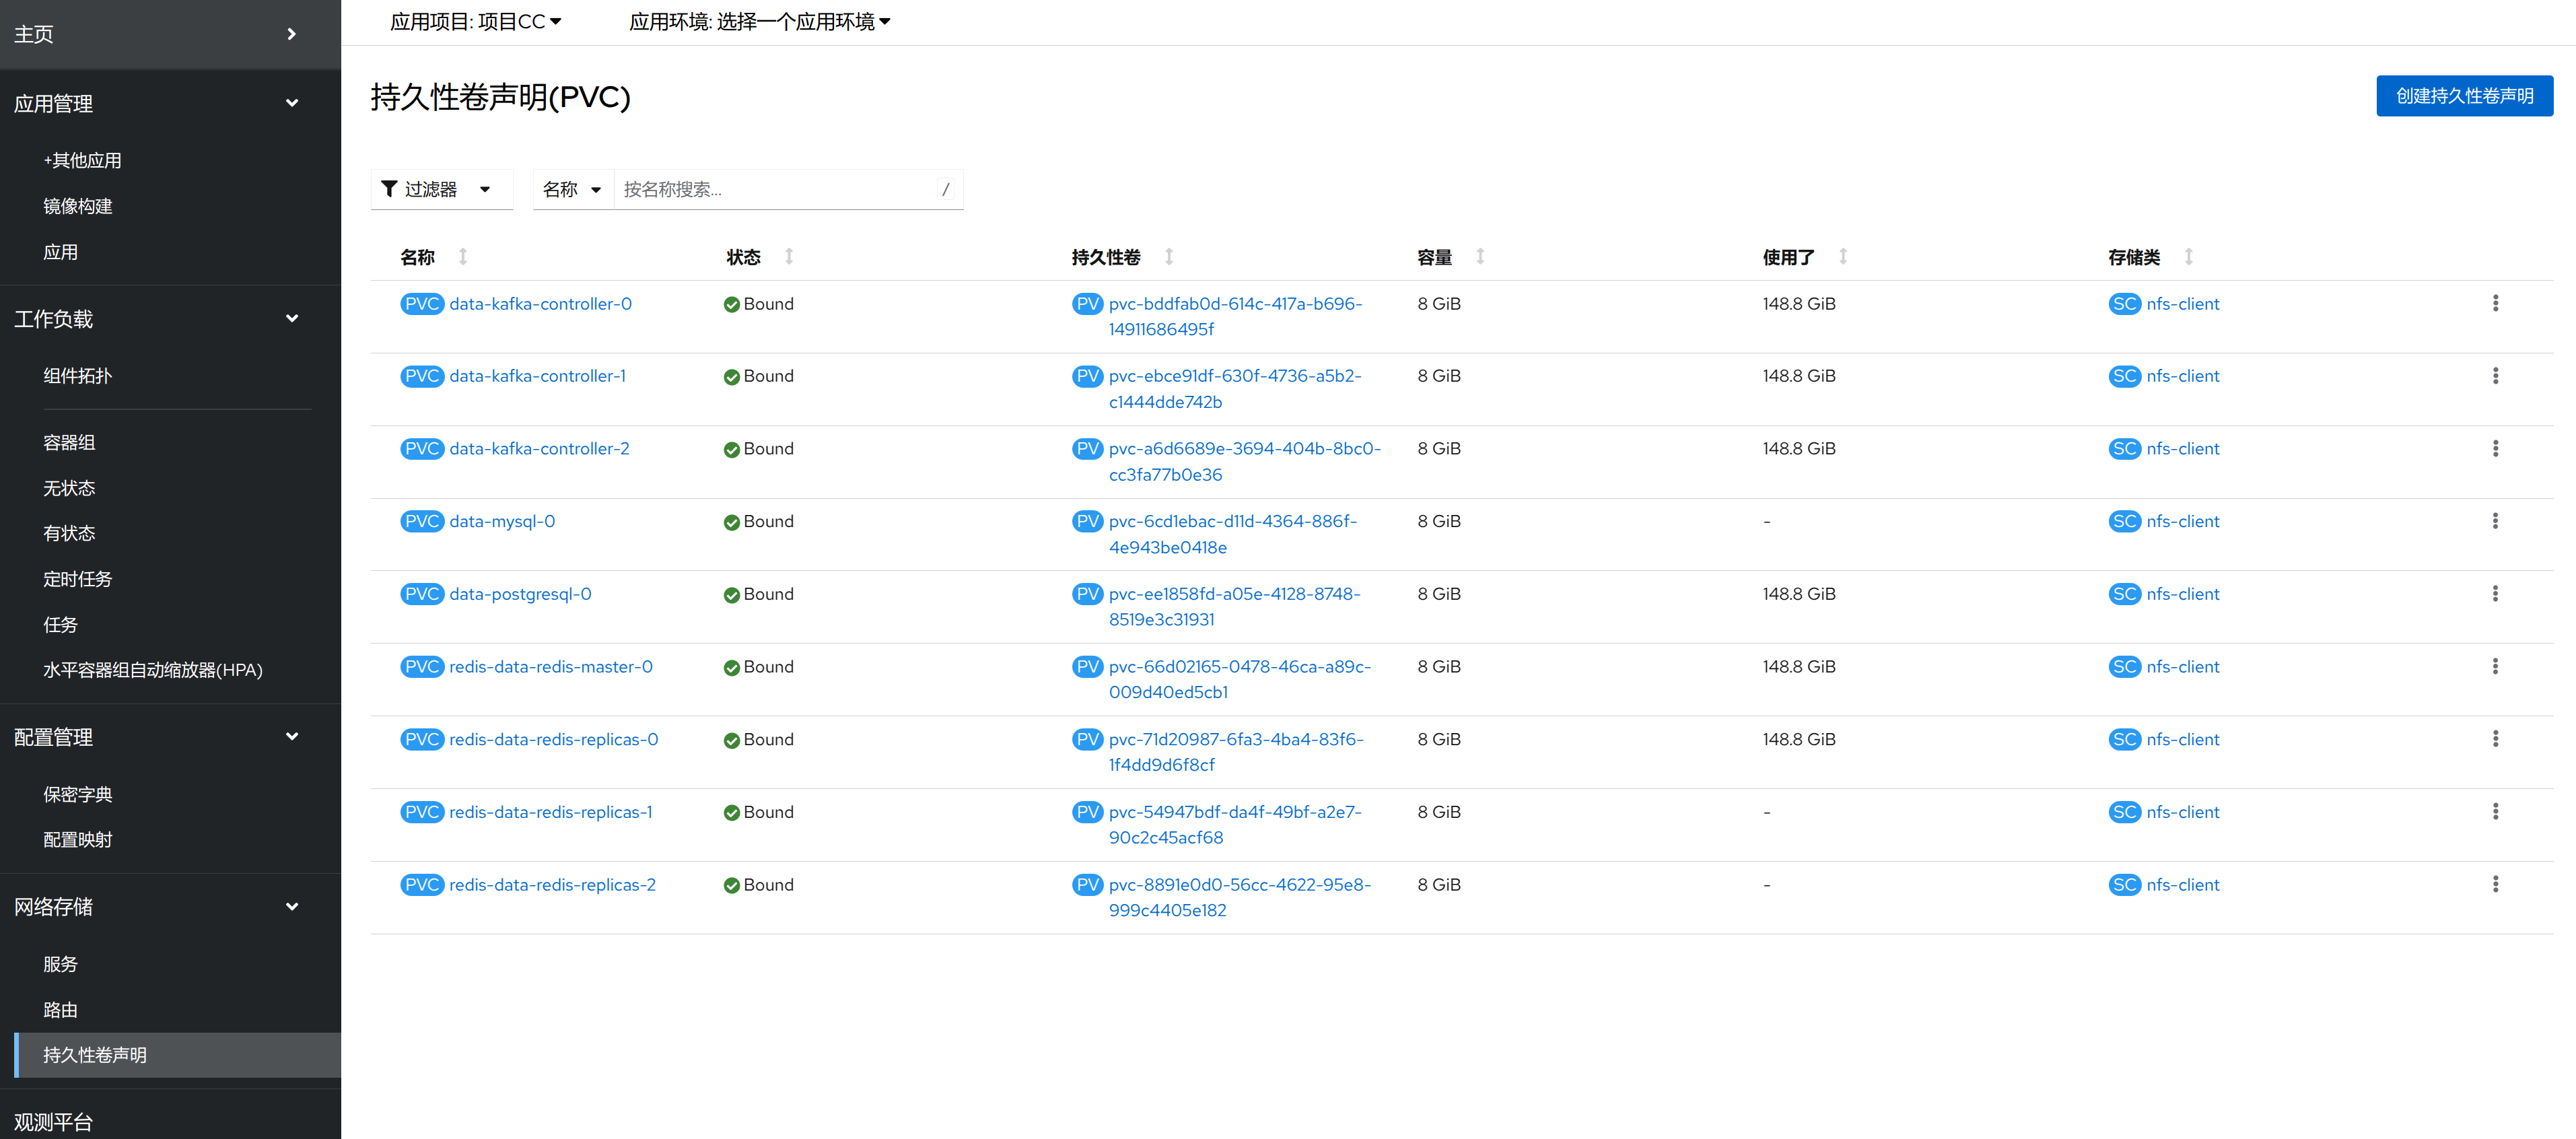 主页
应用管理
+其他应用
镜像构建
应用
工作负载
组件拓扑
容器组
无状态
有状态
定时任务
任务
水平容器组自动缩放器(HPA)
配置管理
保密字典
配置映射
网络存储
服务
路由
持久性卷声明
观测平台
应用项目: 项目CC 应用环境: 选择一个应用环境
持久性卷声明(PVC)
创建持久性卷声明
过滤器 名称 按名称搜索... /
名称 状态 持久性卷 容量 使用了 存储类
PVC data-kafka-controller-0 Bound PV pvc-bddfab0d-614c-417a-b696- 8 GiB 148.8 GiB SC nfs-client
14911686495f
PVC data-kafka-controller-1 Bound PV pvc-ebce91df-630f-4736-a5b2- 8 GiB 148.8 GiB SC nfs-client
c1444dde742b
PVC data-kafka-controller-2 Bound PV pvc-a6d6689e-3694-404b-8bc0- 8 GiB 148.8 GiB SC nfs-client
cc3fa77b0e36
PVC data-mysql-0 Bound PV pvc-6cd1ebac-d11d-4364-886f- 8 GiB - SC nfs-client
4e943be0418e
PVC data-postgresql-0 Bound PV pvc-ee1858fd-a05e-4128-8748- 8 GiB 148.8 GiB SC nfs-client
8519e3c31931
PVC redis-data-redis-master-0 Bound PV pvc-66d02165-0478-46ca-a89c- 8 GiB 148.8 GiB SC nfs-client
009d40ed5cb1
PVC redis-data-redis-replicas-0 Bound PV pvc-71d20987-6fa3-4ba4-83f6- 8 GiB 148.8 GiB SC nfs-client
1f4dd9d6f8cf
PVC redis-data-redis-replicas-1 Bound PV pvc-54947bdf-da4f-49bf-a2e7- 8 GiB - SC nfs-client
90c2c45acf68
PVC redis-data-redis-replicas-2 Bound PV pvc-8891e0d0-56cc-4622-95e8- 8 GiB - SC nfs-client
999c4405e182